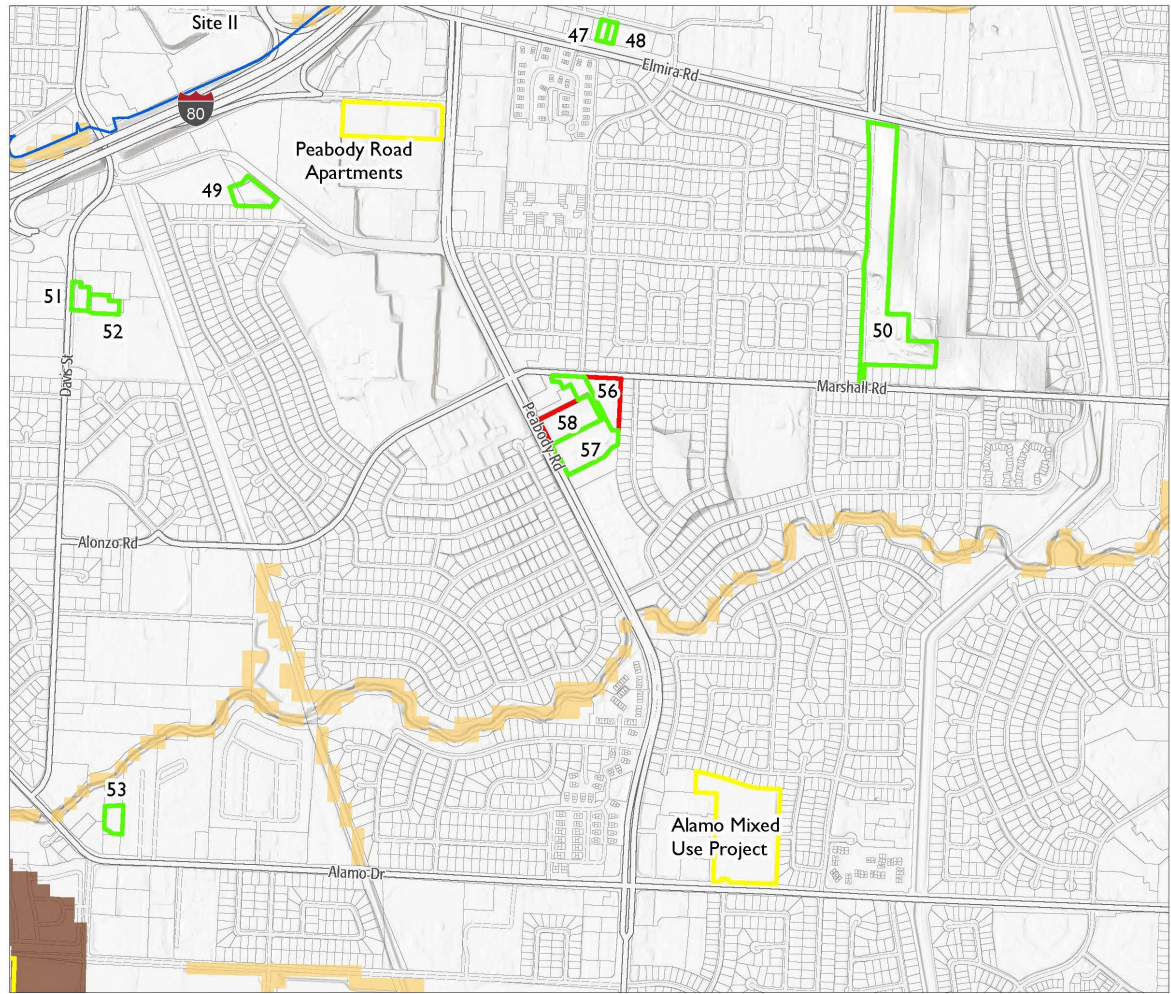 Site II
47
48
Elmira Rd
80
Peabody Road
Apartments
49
51
52
50
Davis St
56
Marshall Rd
58
57
Peabody Rd
Alonzo Rd
53
Alamo Mixed
Use Project
Alamo Dr